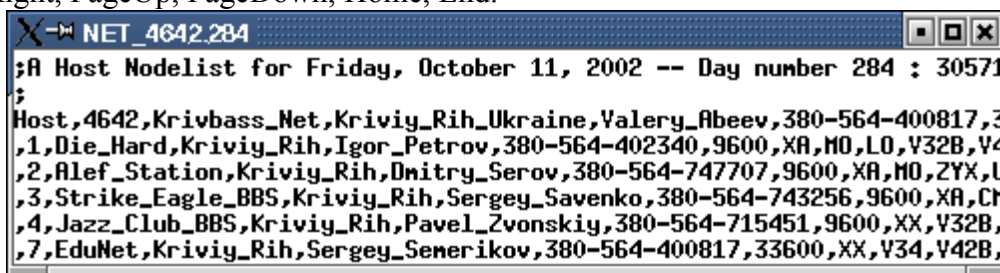 ight, PageUp, PageDown, Home, End.
NET_4642.284
;A Host Nodelist for Friday, October 11, 2002 -- Day number 284 : 30571
;
Host,4642,Krivbass_Net,Kriviy_Rih_Ukraine,Valery_Abeev,380-564-400817,3
,1,Die_Hard,Kriviy_Rih,Igor_Petrov,380-564-402340,9600,XA,MO,LO,V32B,V4
,2,Alef_Station,Kriviy_Rih,Dmitry_Serov,380-564-747707,9600,XA,MO,ZYX,
,3,Strike_Eagle_BBS,Kriviy_Rih,Sergey_Savenko,380-564-743256,9600,XA,
,4,Jazz_Club_BBS,Kriviy_Rih,Pavel_Zvonskiy,380-564-715451,9600,XX,V32B,
,7,EduNet,Kriviy_Rih,Sergey_Semerikov,380-564-400817,33600,XX,V34,V42B,